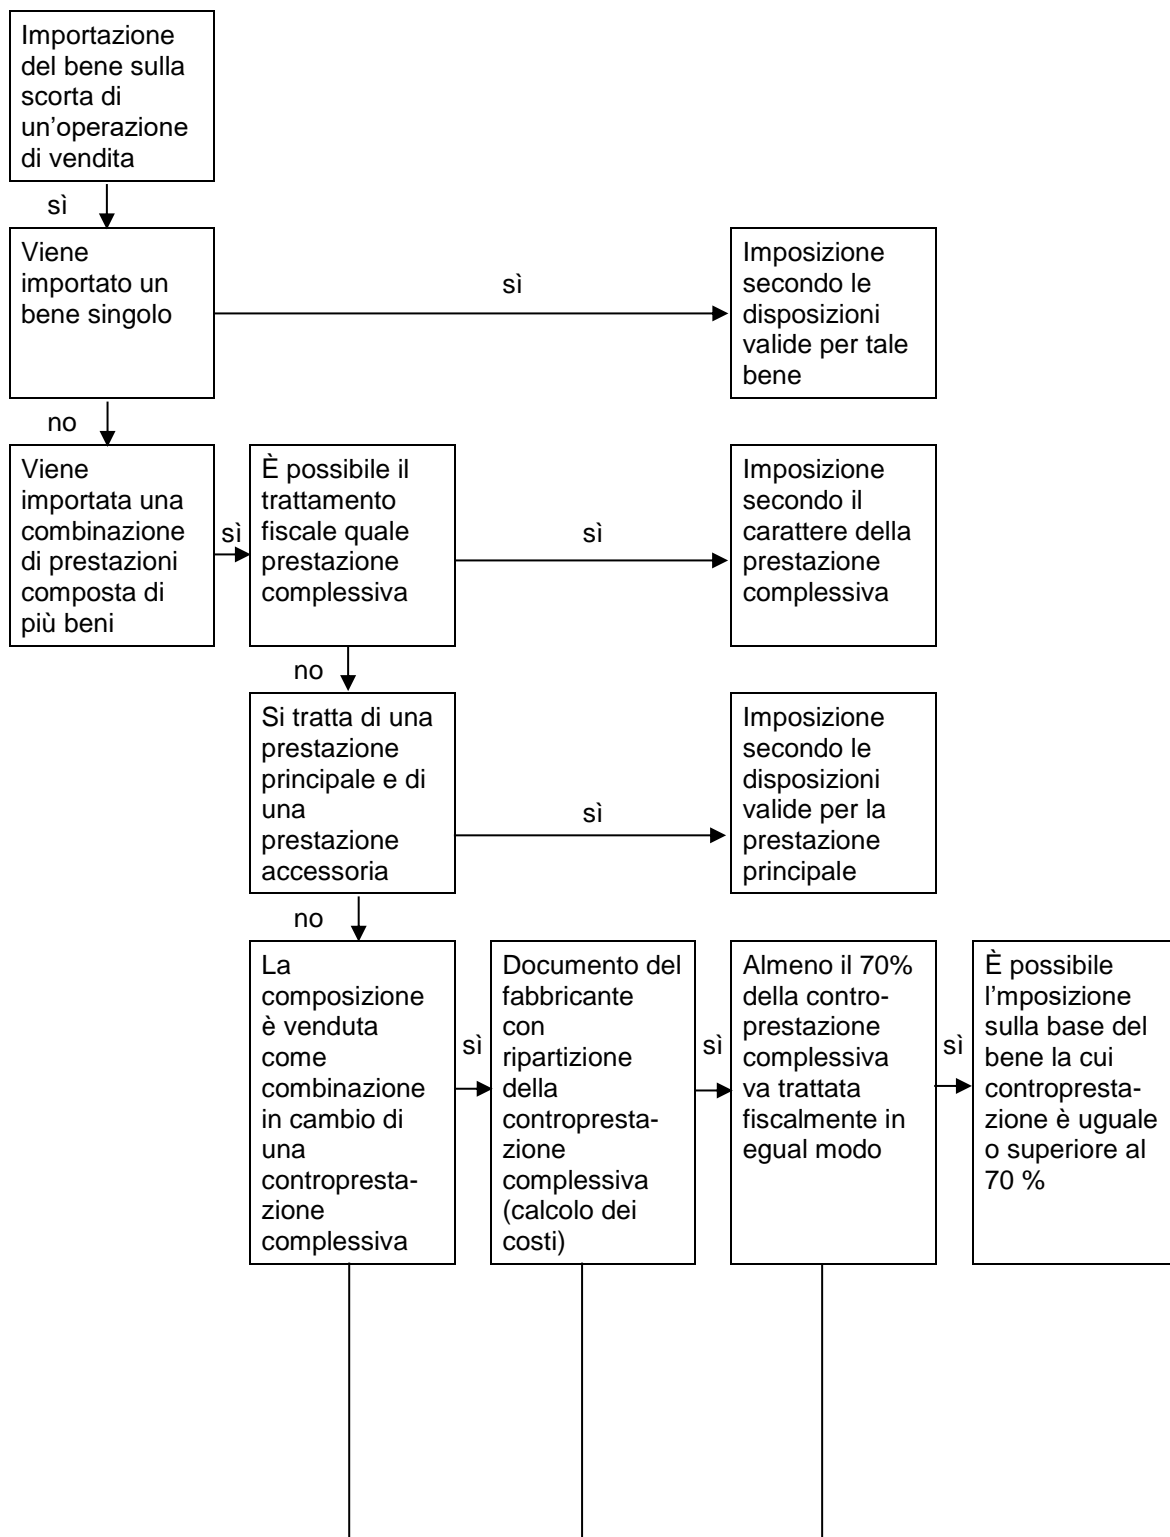 Importazione
del bene sulla
scorta di
un'operazione
di vendita
sì
Viene
importato un
bene singolo
sì
Imposizione
secondo le
disposizioni
valide per tale
bene
no
Viene
importata una
combinazione
di prestazioni
composta di
più beni
sì
È possibile il
trattamento
fiscale quale
prestazione
complessiva
sì
Imposizione
secondo il
carattere della
prestazione
complessiva
no
Si tratta di una
prestazione
principale e di
una
prestazione
accessoria
sì
Imposizione
secondo le
disposizioni
valide per la
prestazione
principale
no
La
composizione
è venduta
come
combinazione
in cambio di
una
contropresta-
zione
complessiva
sì
Documento del
fabbricante
con
ripartizione
della
contropresta-
zione
complessiva
(calcolo dei
costi)
sì
Almeno il 70%
della contro-
prestazione
complessiva
va trattata
fiscalmente in
egual modo
sì
È possibile
l'mposizione
sulla base del
bene la cui
contropresta-
zione è uguale
o superiore al
70 %